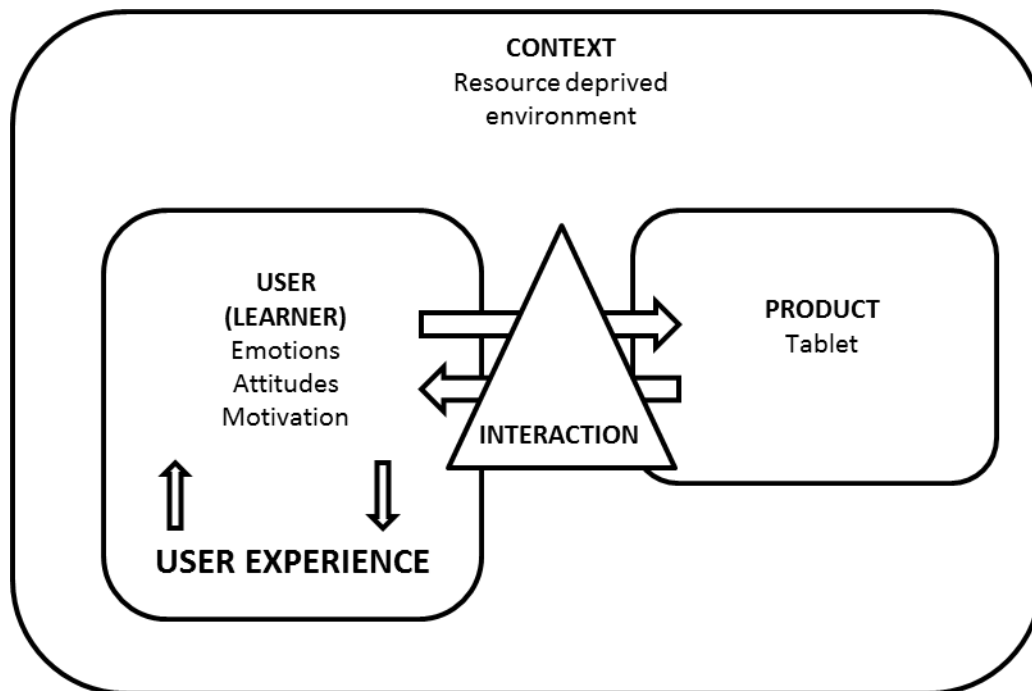 CONTEXT
Resource deprived
environment
USER
(LEARNER)
Emotions
Attitudes
Motivation
USER EXPERIENCE
INTERACTION
PRODUCT
Tablet